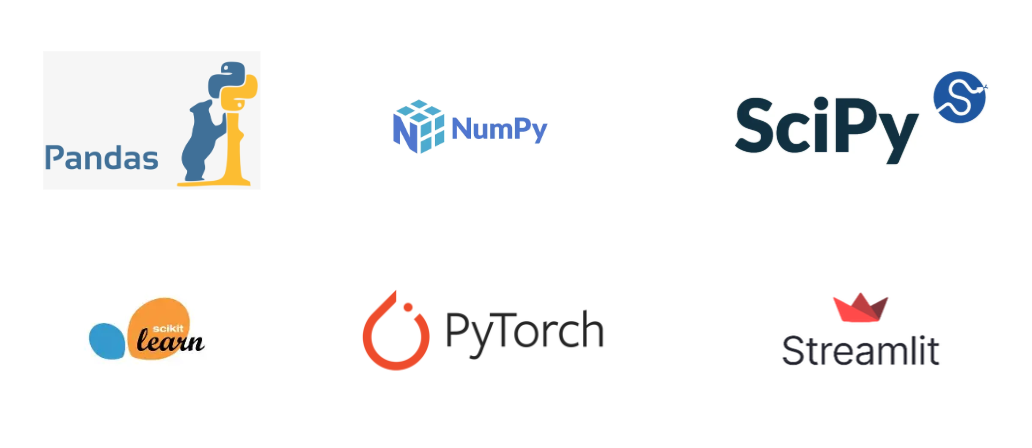 Pandas
NumPy
SciPy
scikit
learn
PyTorch
Streamlit